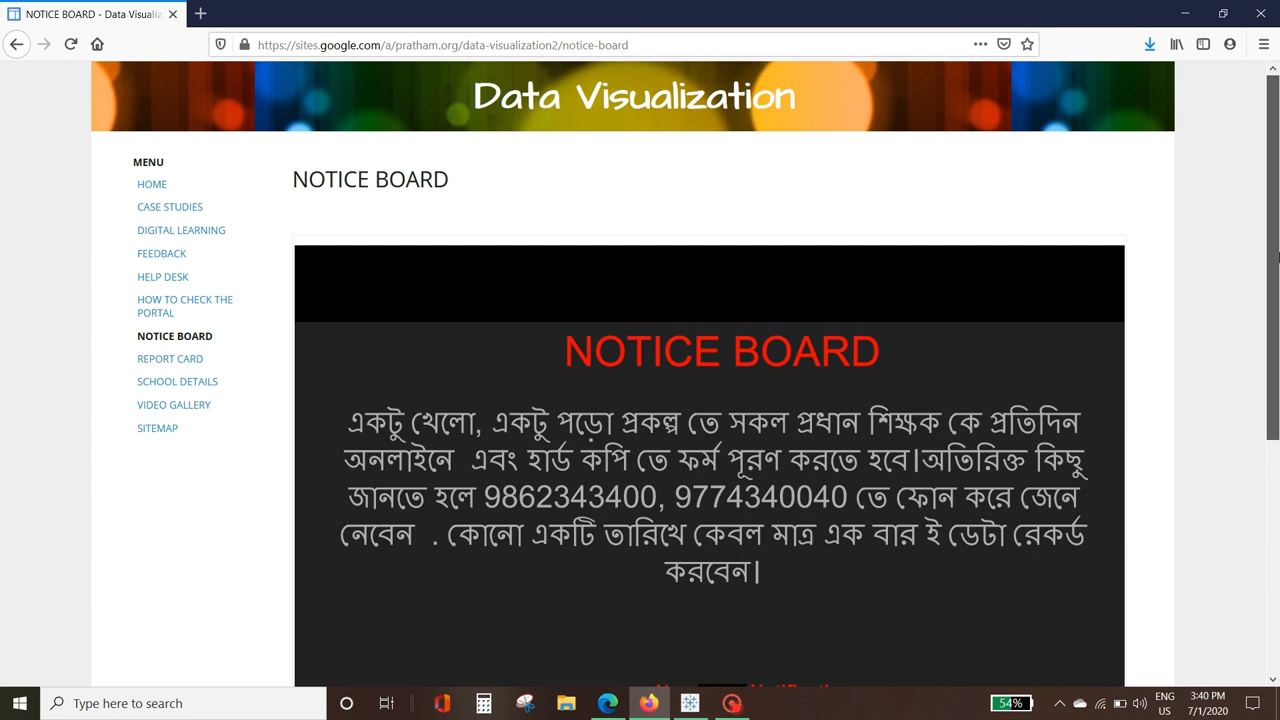 NOTICE BOARD - Data Visualiz
https://sites.google.com/a/pratham.org/data-visualization2/notice-board
Data Visualization
MENU
HOME
CASE STUDIES
DIGITAL LEARNING
FEEDBACK
HELP DESK
HOW TO CHECK THE
PORTAL
NOTICE BOARD
REPORT CARD
SCHOOL DETAILS
VIDEO GALLERY
SITEMAP
NOTICE BOARD
NOTICE BOARD
একটু খেলো, একটু পড়ো প্রকল্প তে সকল প্রধান শিক্ষক কে প্রতিদিন
অনলাইনে এবং হার্ড কপি তে ফর্ম পূরণ করতে হবে।অতিরিক্ত কিছু
জানতে হলে 9862343400, 9774340040 তে ফোন করে জেনে
নেবেন . কোনো একটি তারিখে কেবল মাত্র এক বার ই ডেটা রেকর্ড
করবেন।
Type here to search
54%
ENG
US
3:40 PM
7/1/2020